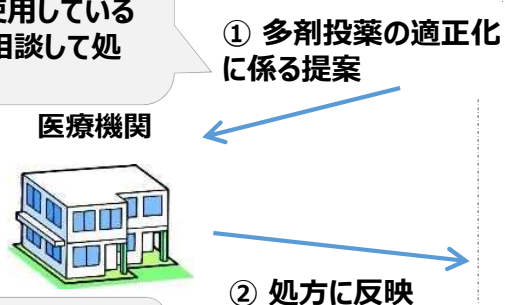 使用している
相談して処
① 多剤投薬の適正化
に係る提案
医療機関
② 処方に反映